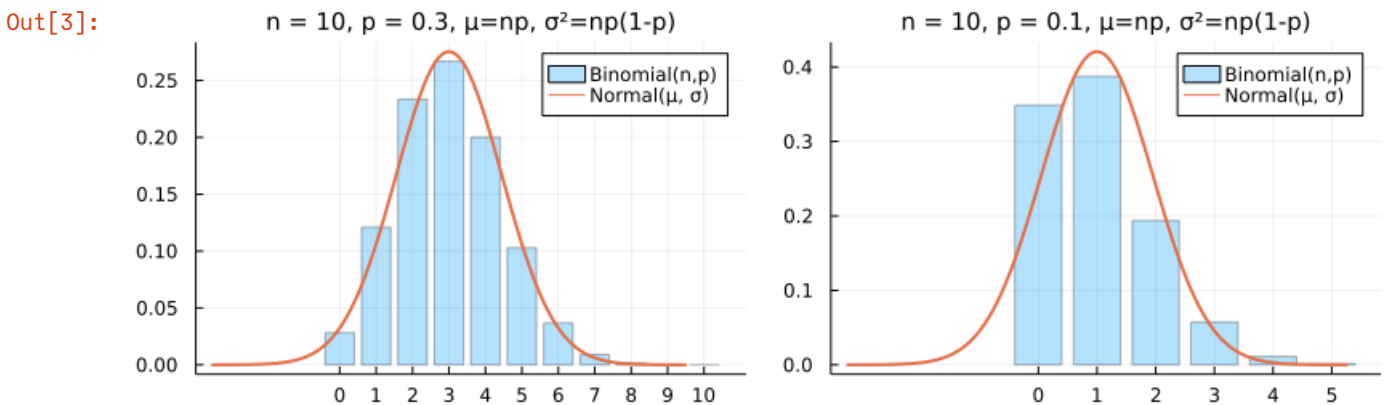 Out[3]:
n = 10, p = 0.3, μ=np, σ²=np(1-p)
Binomial(n,p)
Normal(μ, σ)
0.25
0.20
0.15
0.10
0.05
0.00
0 1 2 3 4 5 6 7 8 9 10
n = 10, p = 0.1, μ=np, σ²=np(1-p)
Binomial(n,p)
Normal(μ, σ)
0.4
0.3
0.2
0.1
0.0
0 1 2 3 4 5